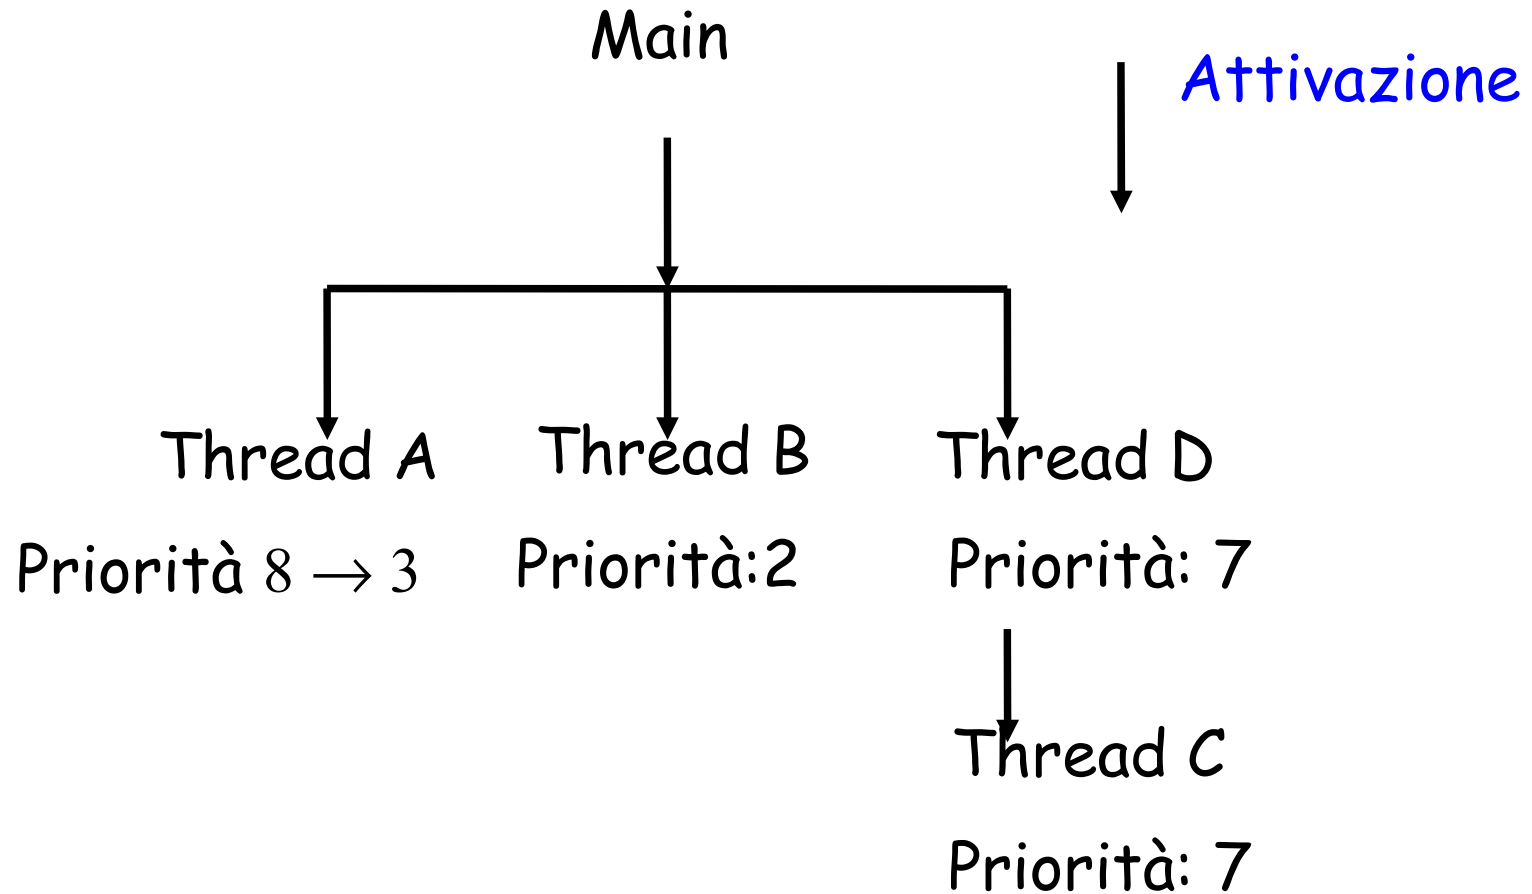 Main
Attivazione
Thread A
Thread B
Thread D
Priorità 8 → 3
Priorità:2
Priorità: 7
Thread C
Priorità: 7